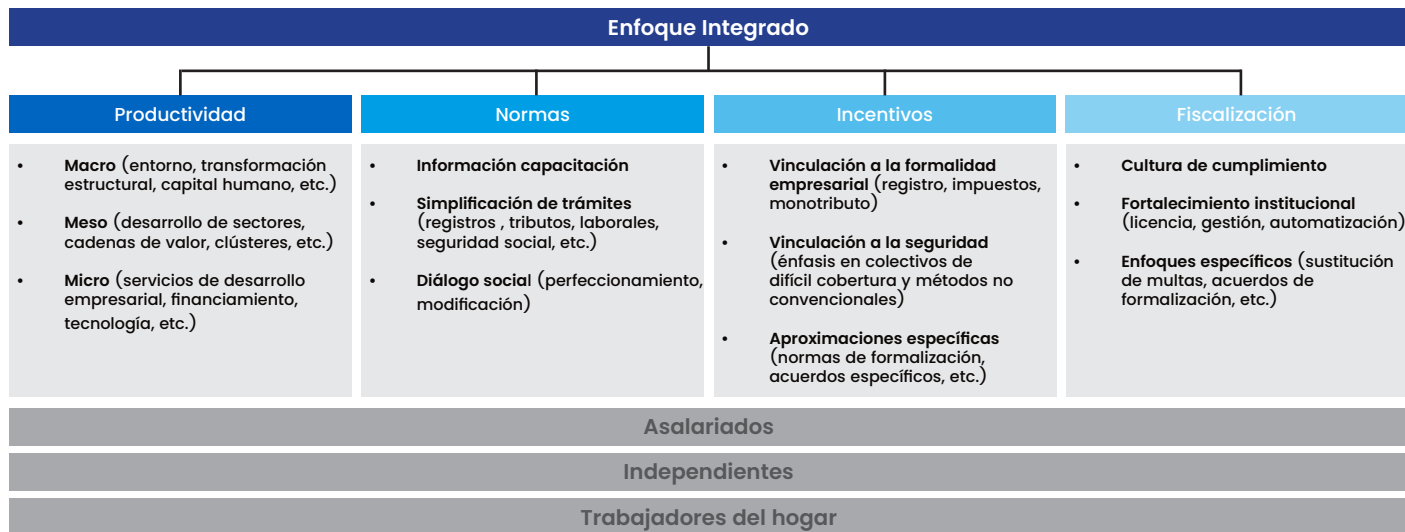 Enfoque Integrado
Productividad
• Macro (entorno, transformación
estructural, capital humano, etc.)
• Meso (desarrollo de sectores,
cadenas de valor, clústeres, etc.)
• Micro (servicios de desarrollo
empresarial, financiamiento,
tecnología, etc.)
Normas
• Información capacitación
• Simplificación de trámites
(registros , tributos, laborales,
seguridad social, etc.)
• Diálogo social (perfeccionamiento,
modificación)
Incentivos
• Vinculación a la formalidad
empresarial (registro, impuestos,
monotributo)
• Vinculación a la seguridad
(énfasis en colectivos de
difícil cobertura y métodos no
convencionales)
• Aproximaciones específicas
(normas de formalización,
acuerdos específicos, etc.)
Fiscalización
• Cultura de cumplimiento
• Fortalecimiento institucional
(licencia, gestión, automatización)
• Enfoques específicos (sustitución
de multas, acuerdos de
formalización, etc.)
Asalariados
Independientes
Trabajadores del hogar